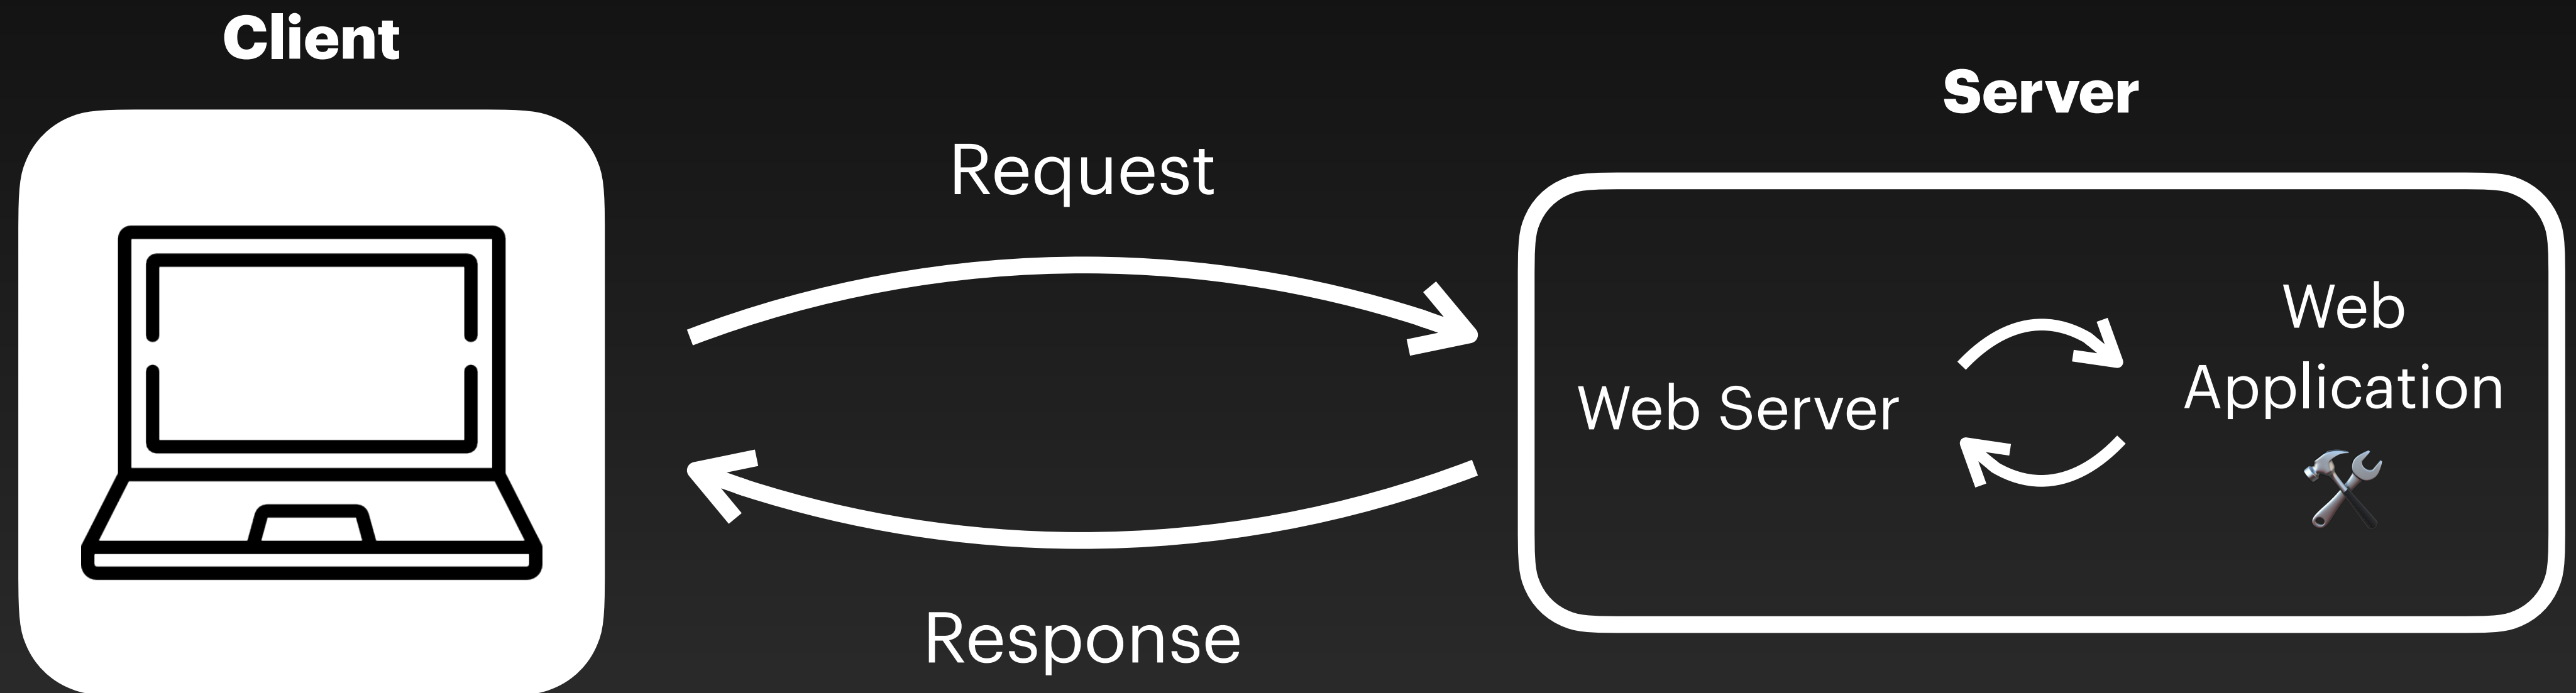 Client
Server
Request
Web Server
Web
Application
Response